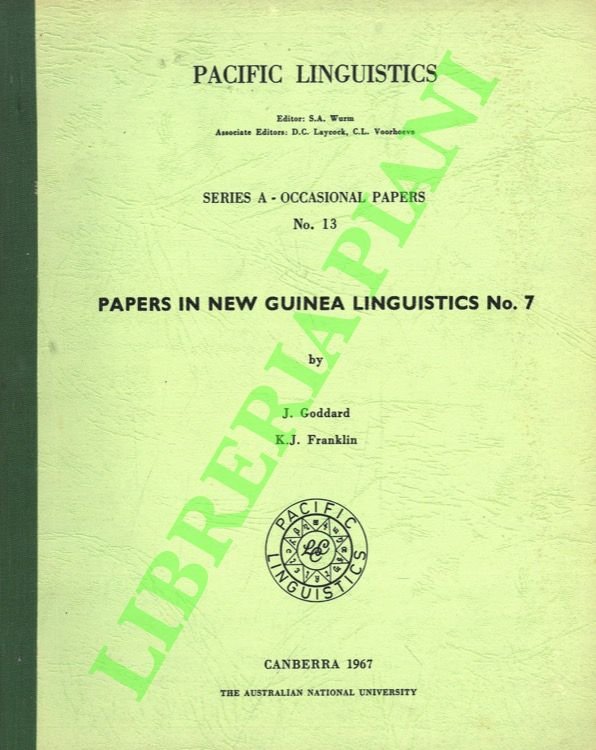 PACIFIC LINGUISTICS
Editor: S.A. Wurm
Associate Editors: D.C. Laycock, C.L. Voorhoeve
SERIES A - OCCASIONAL PAPERS
No. 13
PAPERS IN NEW GUINEA LINGUISTICS No. 7
by
J. Goddard
K.J. Franklin
PACIFIC
LINGUISTICS
CANBERRA 1967
THE AUSTRALIAN NATIONAL UNIVERSITY
LIBRERIA PIANI